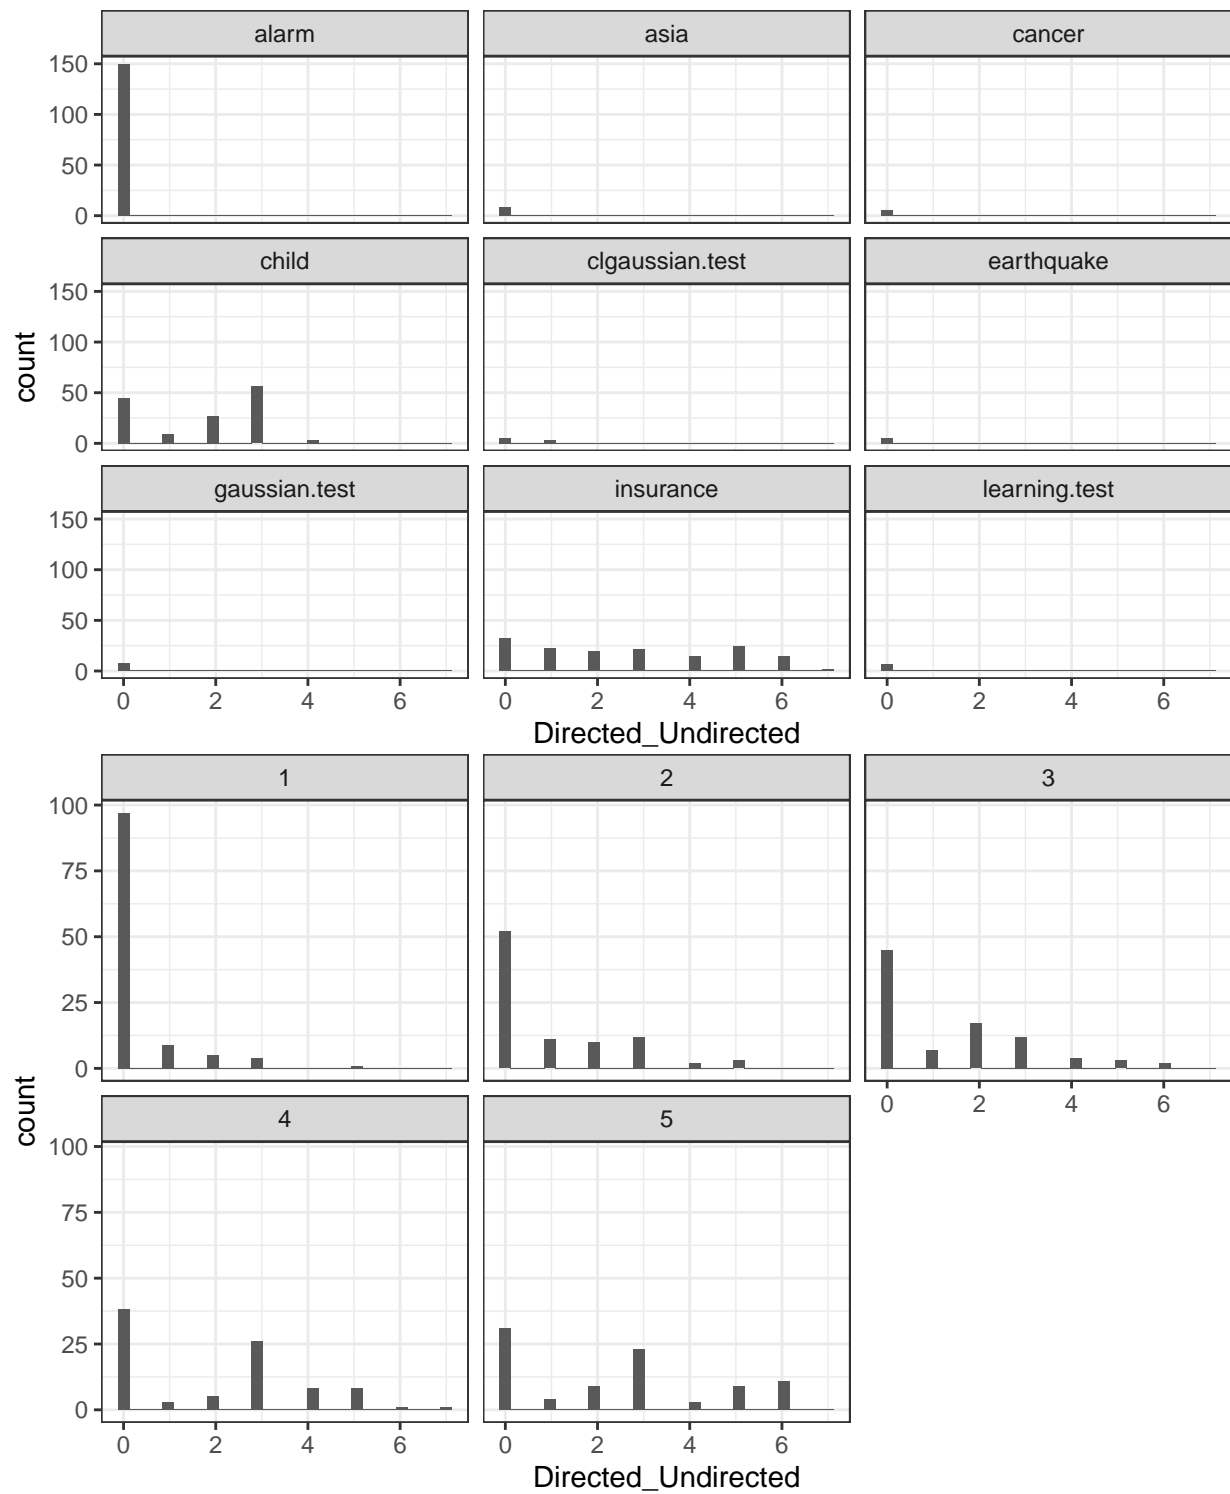 alarm asia cancer
150
100
50
0
child clgaussian.test earthquake
150
100
50
0
count
gaussian.test insurance learning.test
150
100
50
0
0 2 4 6 0 2 4 6 0 2 4 6
Directed_Undirected
1 2 3
100
75
50
25
0
0 2 4 6
count
4 5
100
75
50
25
0
0 2 4 6 0 2 4 6
Directed_Undirected